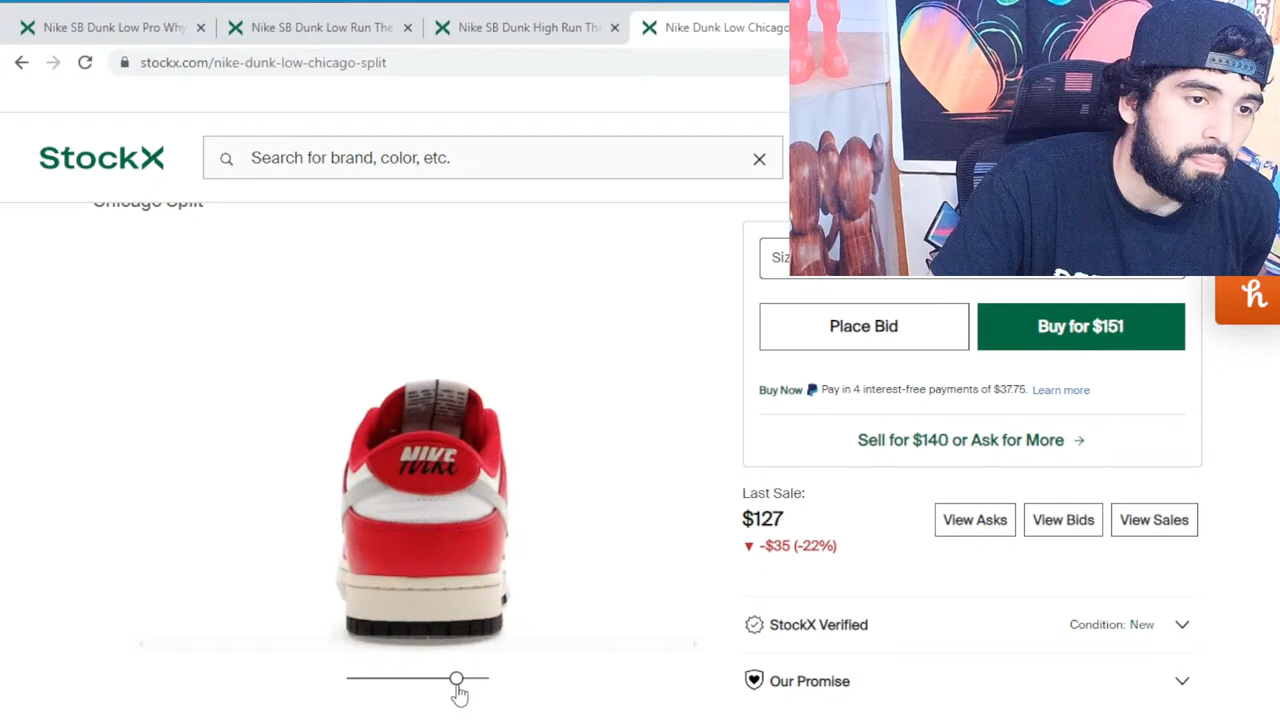 Nike SB Dunk Low Pro Why
Nike SB Dunk Low Run The
Nike SB Dunk High Run The
Nike Dunk Low Chicago
stockx.com/nike-dunk-low-chicago-split
StockX
Search for brand, color, etc.
Chicago Split
Siz
Place Bid
Buy for $151
Buy Now Pay in 4 interest-free payments of $37.75. Learn more
Sell for $140 or Ask for More →
NIKE
Last Sale:
$127
▼ -$35 (-22%)
View Asks
View Bids
View Sales
StockX Verified
Condition: New
Our Promise
h